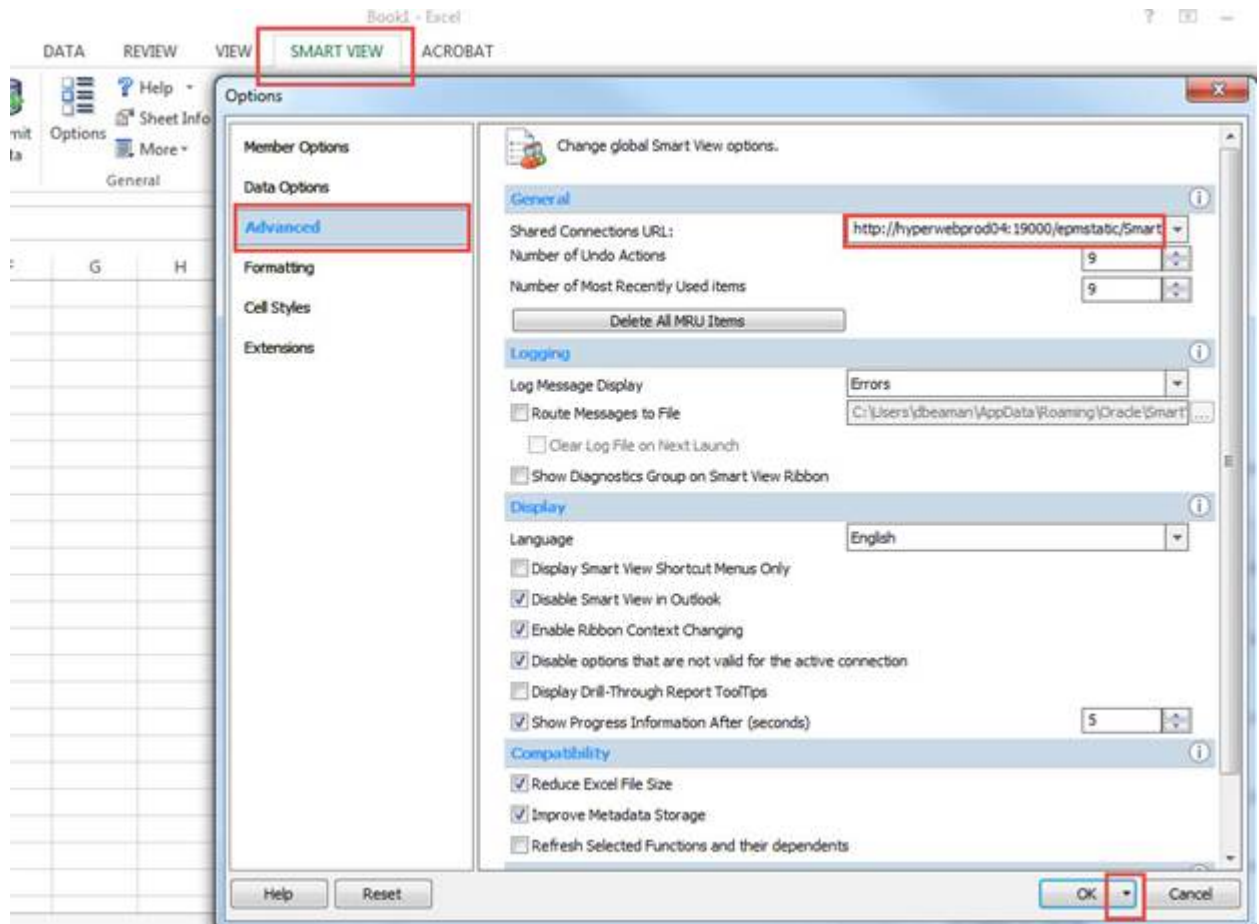 Book1 - Excel
?
DATA REVIEW VIEW SMART VIEW ACROBAT
Help
Sheet Info
More
Options
mit
ta
General
G H
Options
Member Options
Data Options
Advanced
Formatting
Cell Styles
Extensions
Change global Smart View options.
General
Shared Connections URL: http://hyperwebprod04:19000/epmstatic/Smart
Number of Undo Actions 9
Number of Most Recently Used items 9
Delete All MRU Items
Logging
Log Message Display Errors
Route Messages to File C:\Users\dbeaman\AppData\Roaming\Oracle\Smart ...
Clear Log File on Next Launch
Show Diagnostics Group on Smart View Ribbon
Display
Language English
Display Smart View Shortcut Menus Only
Disable Smart View in Outlook
Enable Ribbon Context Changing
Disable options that are not valid for the active connection
Display Drill-Through Report ToolTips
Show Progress Information After (seconds) 5
Compatibility
Reduce Excel File Size
Improve Metadata Storage
Refresh Selected Functions and their dependents
Help Reset OK Cancel